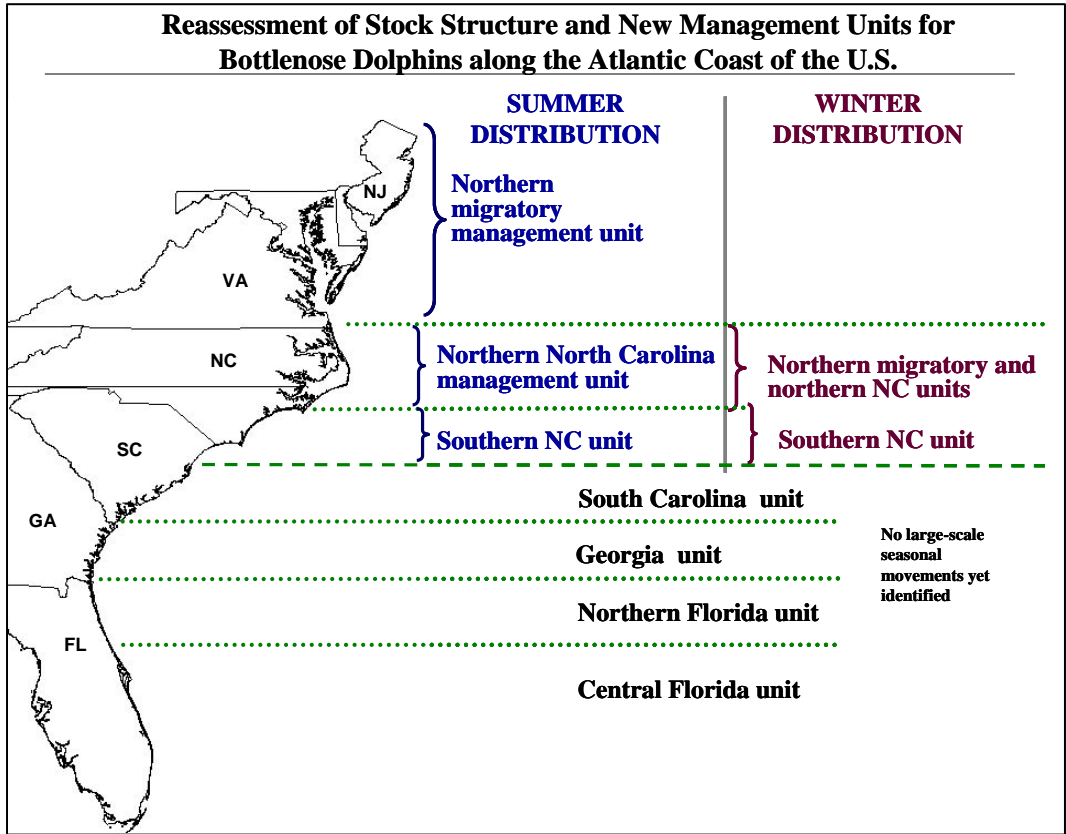 Reassessment of Stock Structure and New Management Units for
Bottlenose Dolphins along the Atlantic Coast of the U.S.
SUMMER
DISTRIBUTION
WINTER
DISTRIBUTION
NJ
Northern
migratory
management unit
VA
NC
Northern North Carolina
management unit
Northern migratory and
northern NC units
SC
Southern NC unit
Southern NC unit
South Carolina unit
GA
Georgia unit
No large-scale
seasonal
movements yet
identified
Northern Florida unit
FL
Central Florida unit